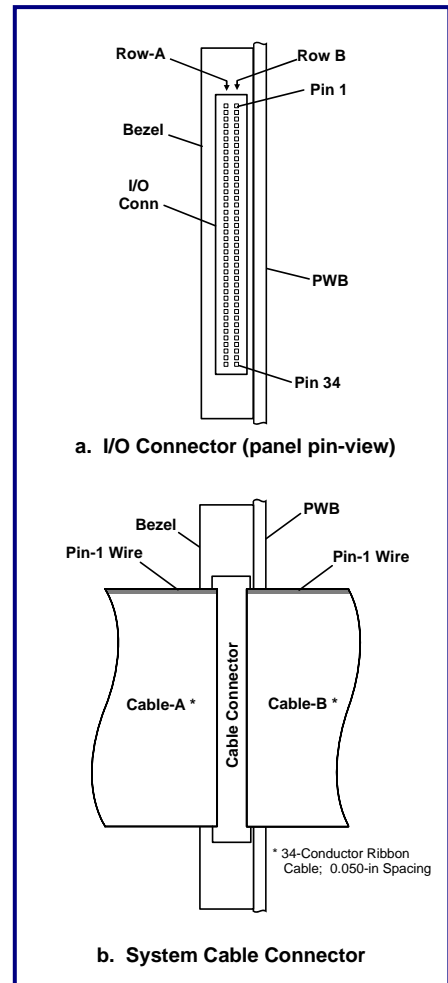 Row-A
Row B
Pin 1
Bezel
I/O
Conn
PWB
Pin 34
a. I/O Connector (panel pin-view)
PWB
Bezel
Pin-1 Wire
Pin-1 Wire
Cable-A *
Cable Connector
Cable-B *
* 34-Conductor Ribbon
Cable; 0.050-in Spacing
b. System Cable Connector